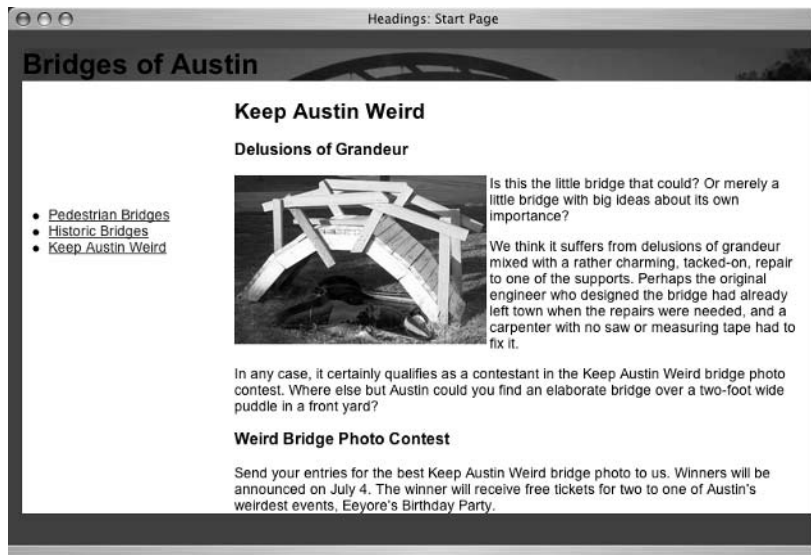 Headings: Start Page
Bridges of Austin
Keep Austin Weird
Delusions of Grandeur
Pedestrian Bridges
Historic Bridges
Keep Austin Weird
Is this the little bridge that could? Or merely a
little bridge with big ideas about its own
importance?
We think it suffers from delusions of grandeur
mixed with a rather charming, tacked-on, repair
to one of the supports. Perhaps the original
engineer who designed the bridge had already
left town when the repairs were needed, and a
carpenter with no saw or measuring tape had to
fix it.
In any case, it certainly qualifies as a contestant in the Keep Austin Weird bridge photo
contest. Where else but Austin could you find an elaborate bridge over a two-foot wide
puddle in a front yard?
Weird Bridge Photo Contest
Send your entries for the best Keep Austin Weird bridge photo to us. Winners will be
announced on July 4. The winner will receive free tickets for two to one of Austin's
weirdest events, Eeyore's Birthday Party.